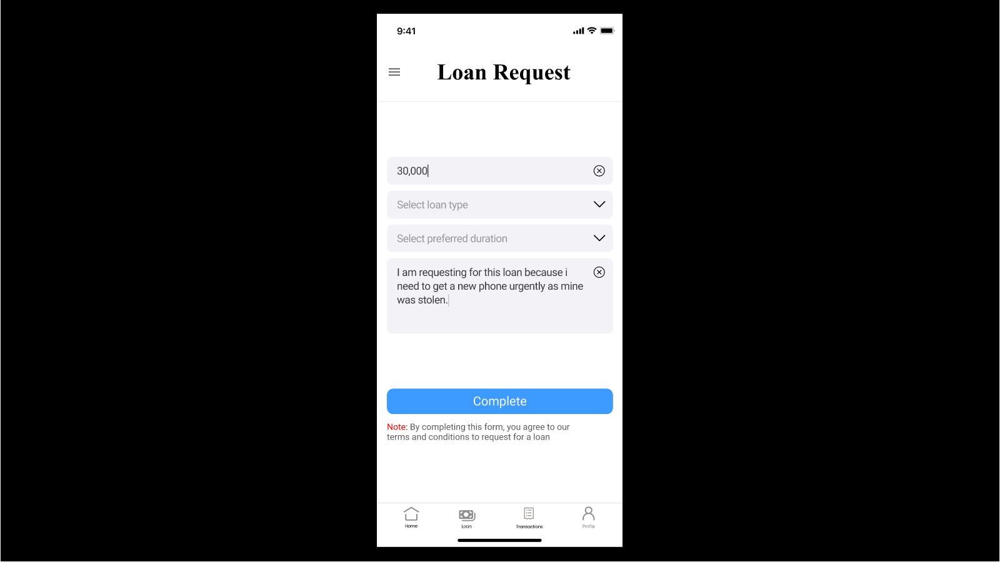 9:41
Loan Request
30,000
Select loan type
Select preferred duration
I am requesting for this loan because i
need to get a new phone urgently as mine
was stolen.
Complete
Note: By completing this form, you agree to our
terms and conditions to request for a loan
Home
Loan
Transactions
Profile